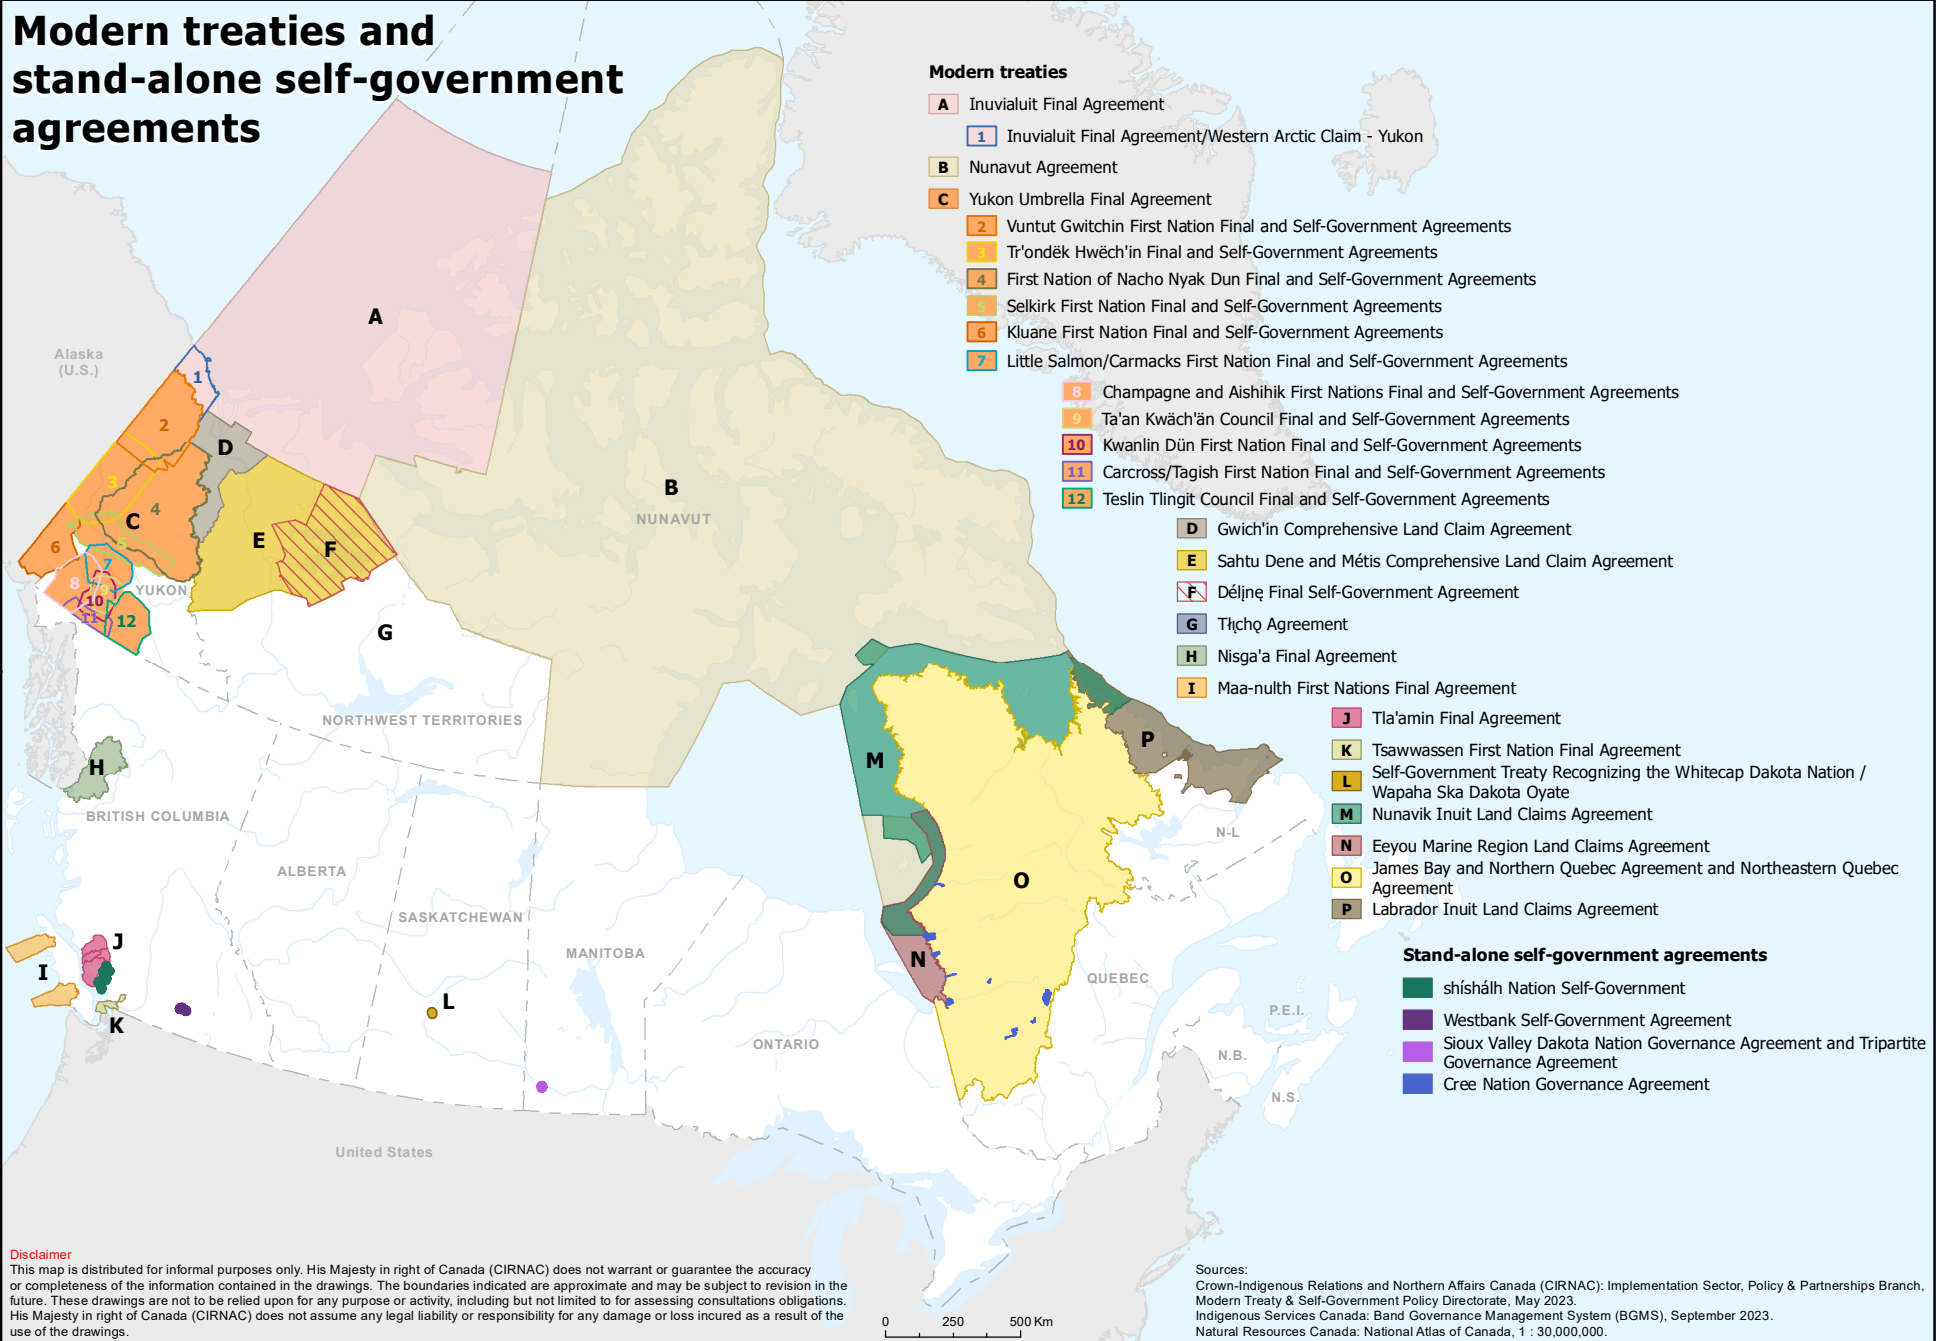 Modern treaties and
stand-alone self-government
agreements
Modern treaties
A Inuvialuit Final Agreement
1 Inuvialuit Final Agreement/Western Arctic Claim - Yukon
B Nunavut Agreement
C Yukon Umbrella Final Agreement
2 Vuntut Gwitchin First Nation Final and Self-Government Agreements
3 Tr'ondëk Hwëch'in Final and Self-Government Agreements
4 First Nation of Nacho Nyak Dun Final and Self-Government Agreements
5 Selkirk First Nation Final and Self-Government Agreements
6 Kluane First Nation Final and Self-Government Agreements
7 Little Salmon/Carmacks First Nation Final and Self-Government Agreements
8 Champagne and Aishihik First Nations Final and Self-Government Agreements
9 Ta'an Kwäch'än Council Final and Self-Government Agreements
10 Kwanlin Dün First Nation Final and Self-Government Agreements
11 Carcross/Tagish First Nation Final and Self-Government Agreements
12 Teslin Tlingit Council Final and Self-Government Agreements
D Gwich'in Comprehensive Land Claim Agreement
E Sahtu Dene and Métis Comprehensive Land Claim Agreement
F Délı̨nę Final Self-Government Agreement
G Tłı̨chǫ Agreement
H Nisga'a Final Agreement
I Maa-nulth First Nations Final Agreement
J Tla'amin Final Agreement
K Tsawwassen First Nation Final Agreement
L Self-Government Treaty Recognizing the Whitecap Dakota Nation /
Wapaha Ska Dakota Oyate
M Nunavik Inuit Land Claims Agreement
N Eeyou Marine Region Land Claims Agreement
O James Bay and Northern Quebec Agreement and Northeastern Quebec
Agreement
P Labrador Inuit Land Claims Agreement
Stand-alone self-government agreements
shíshálh Nation Self-Government
Westbank Self-Government Agreement
Sioux Valley Dakota Nation Governance Agreement and Tripartite
Governance Agreement
Cree Nation Governance Agreement
Alaska
(U.S.)
A
1
2
D
3
4
C
2
5
6
7
8
9
10
11
12
YUKON
E
F
B
NUNAVUT
G
NORTHWEST TERRITORIES
H
BRITISH COLUMBIA
ALBERTA
SASKATCHEWAN
MANITOBA
M
P
N-L
O
N
QUEBEC
P.E.I.
N.B.
N.S.
ONTARIO
J
I
K
L
United States
Disclaimer
This map is distributed for informal purposes only. His Majesty in right of Canada (CIRNAC) does not warrant or guarantee the accuracy
or completeness of the information contained in the drawings. The boundaries indicated are approximate and may be subject to revision in the
future. These drawings are not to be relied upon for any purpose or activity, including but not limited to for assessing consultations obligations.
His Majesty in right of Canada (CIRNAC) does not assume any legal liability or responsibility for any damage or loss incured as a result of the
use of the drawings.
0 250 500 Km
Sources:
Crown-Indigenous Relations and Northern Affairs Canada (CIRNAC): Implementation Sector, Policy & Partnerships Branch,
Modern Treaty & Self-Government Policy Directorate, May 2023.
Indigenous Services Canada: Band Governance Management System (BGMS), September 2023.
Natural Resources Canada: National Atlas of Canada, 1 : 30,000,000.